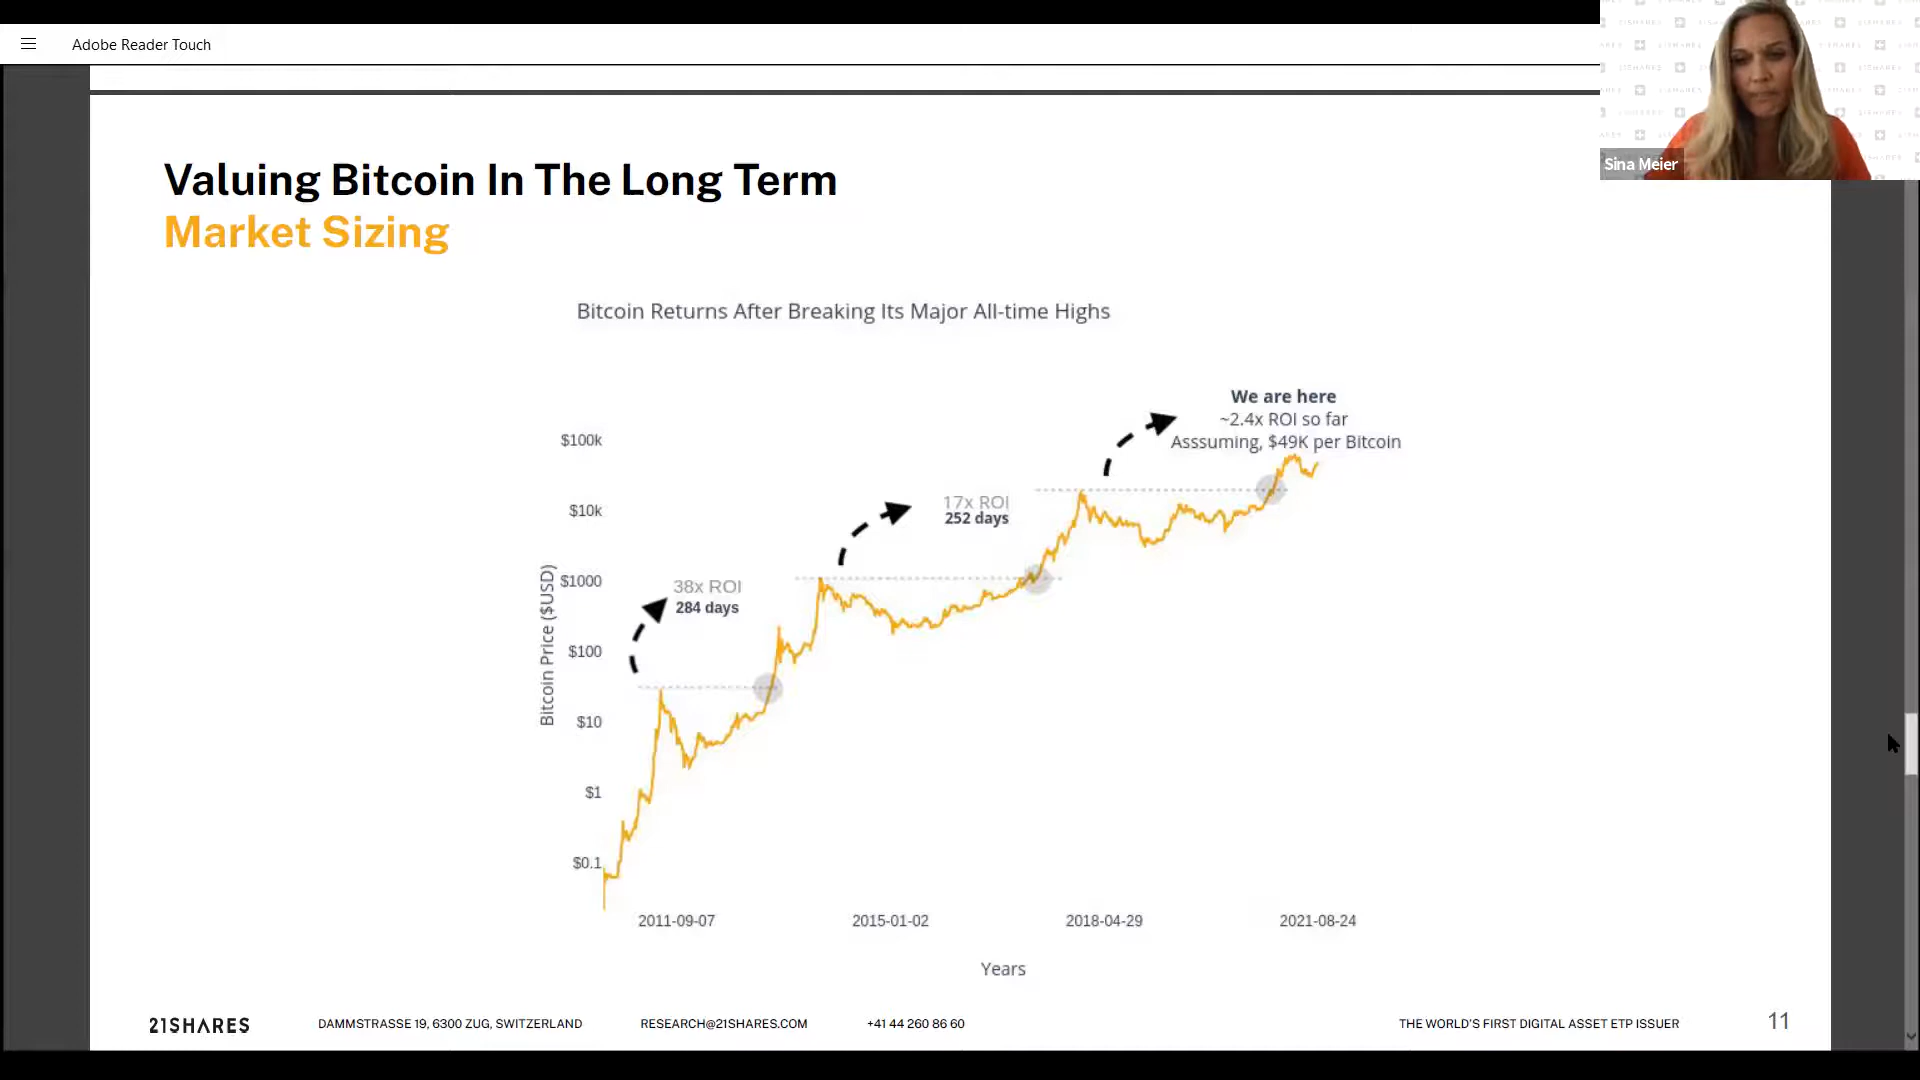 Adobe Reader Touch
Sina Meier
Valuing Bitcoin In The Long Term
Market Sizing
Bitcoin Returns After Breaking Its Major All-time Highs
We are here
~2.4x ROI so far
Asssuming, $49K per Bitcoin
17x ROI
252 days
38x ROI
284 days
Bitcoin Price ($USD)
$100k
$10k
$1000
$100
$10
$1
$0.1
2011-09-07
2015-01-02
2018-04-29
2021-08-24
Years
21SHARES
DAMMSTRASSE 19, 6300 ZUG, SWITZERLAND
RESEARCH@21SHARES.COM
+41 44 260 86 60
THE WORLD'S FIRST DIGITAL ASSET ETP ISSUER
11